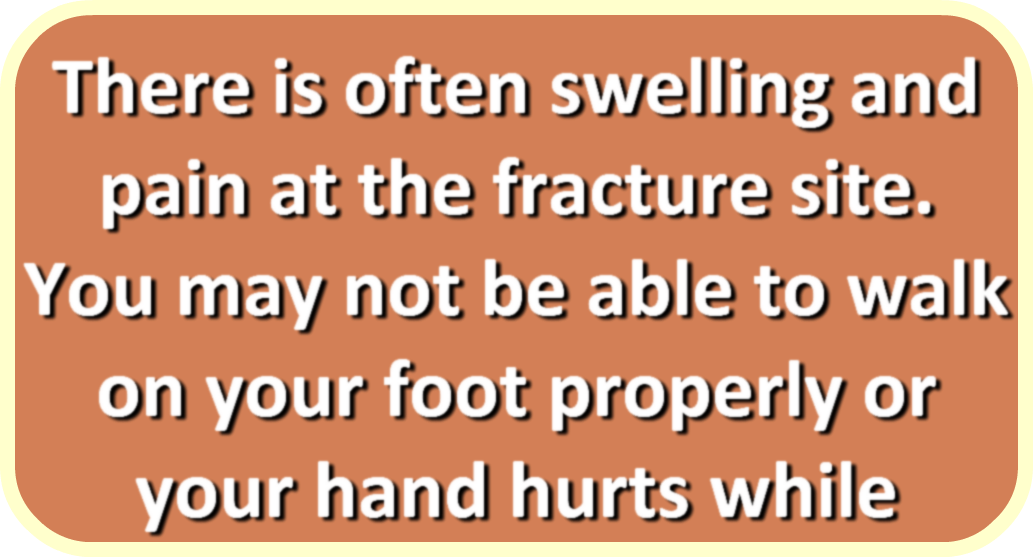 There is often swelling and
pain at the fracture site.
You may not be able to walk
on your foot properly or
your hand hurts while